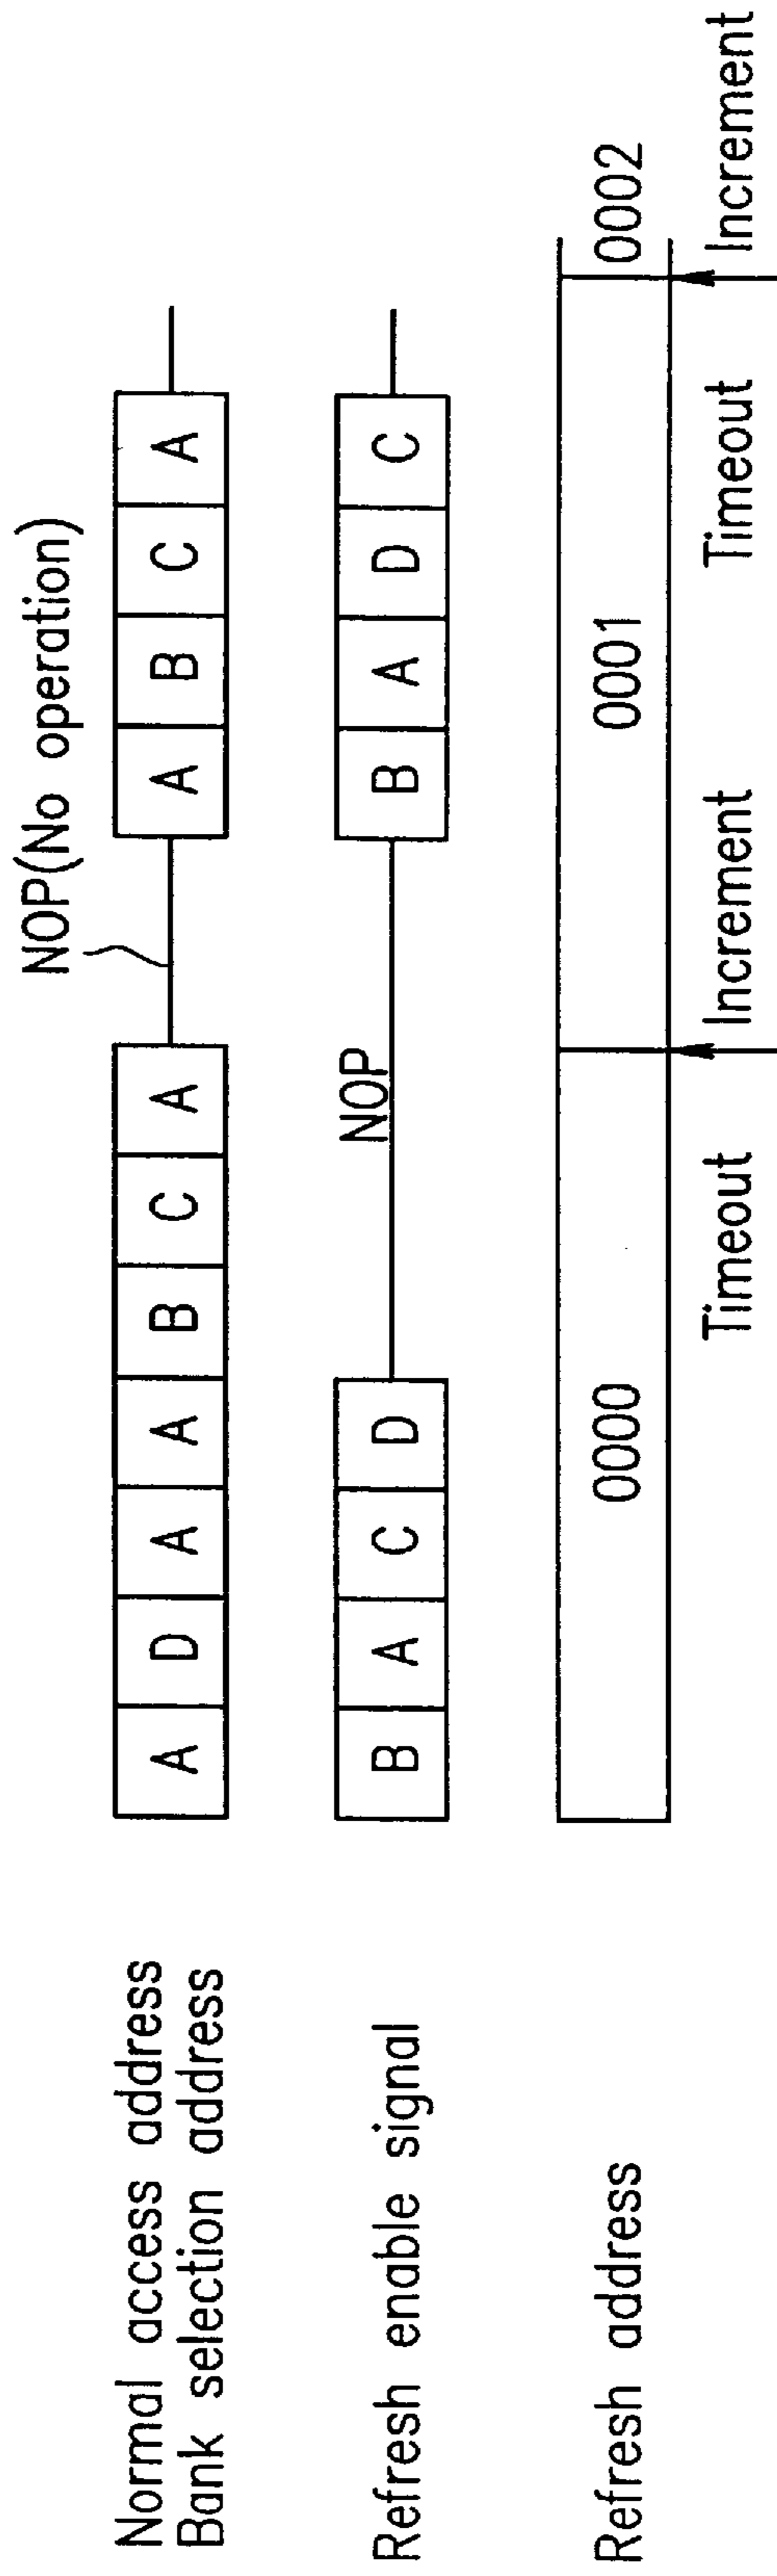 NOP(No operation)
Normal access address
Bank selection address
A D A A B C A A B C A
Refresh enable signal
B A C D NOP B A D C
Refresh address
0000 0001 0002
Timeout Increment Timeout Increment